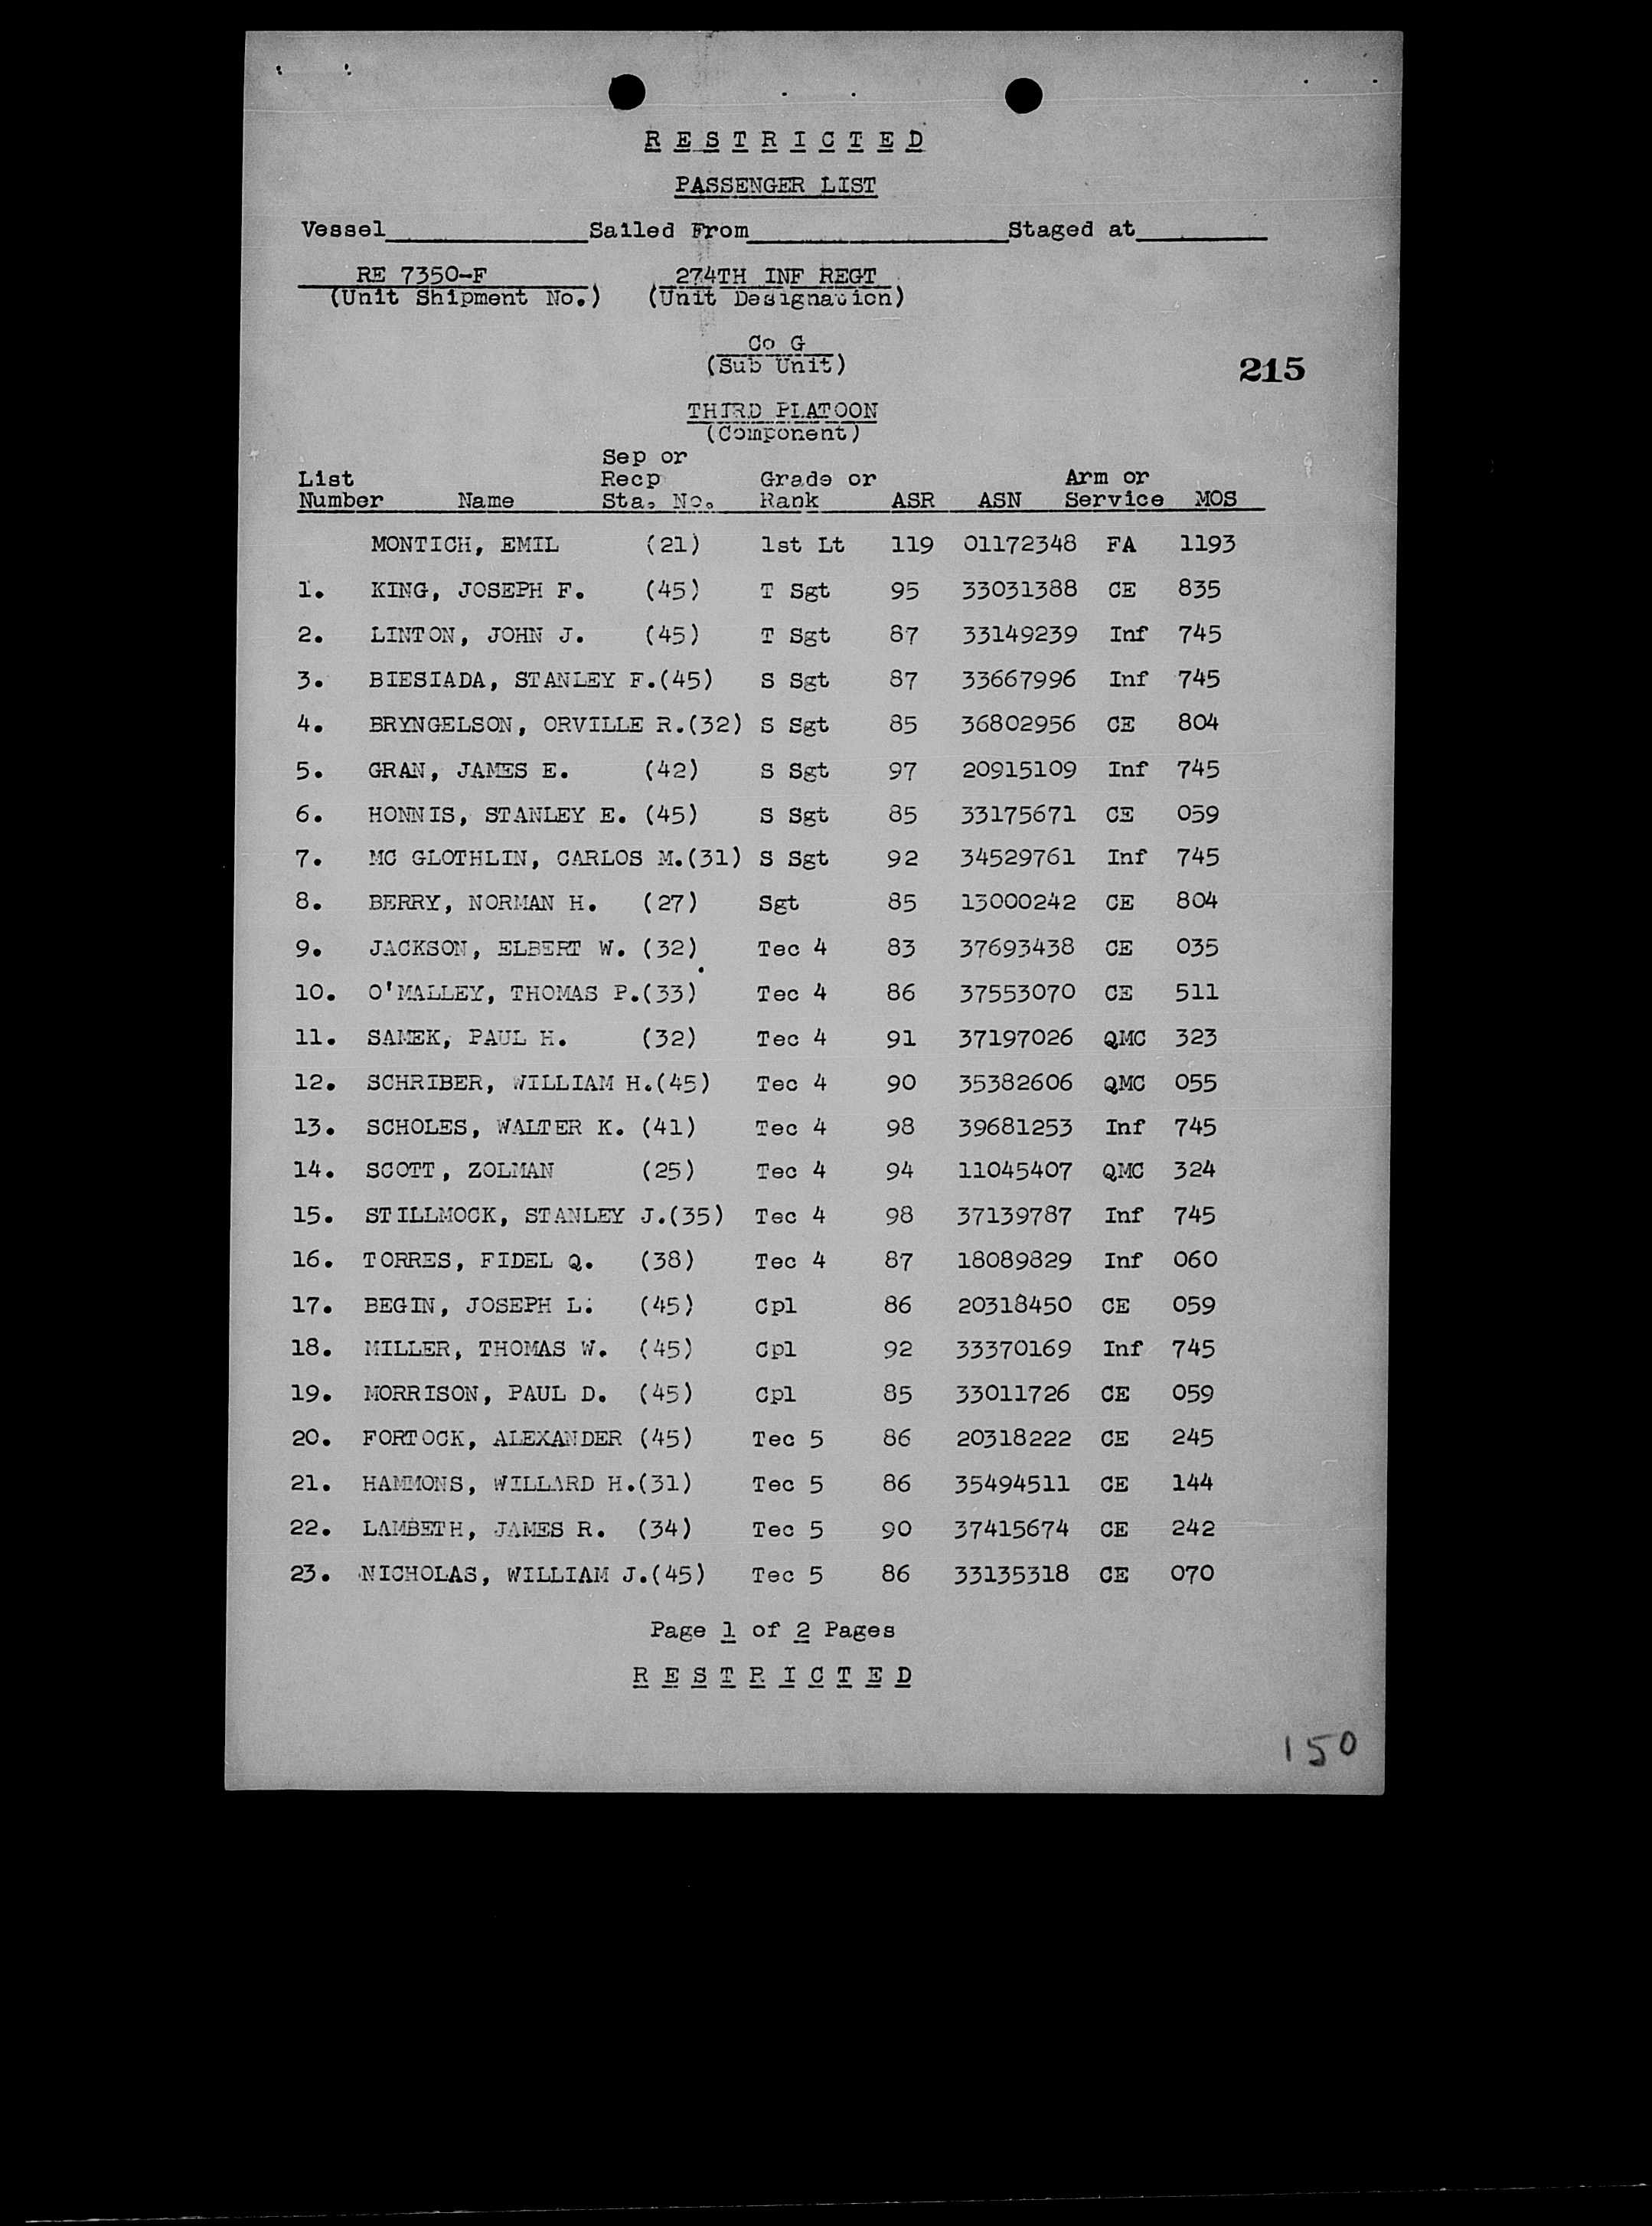 R E S T R I C T E D
PASSENGER LIST
Vessel______________Sailed From__________________Staged at_________
RE 7350-F 274TH INF REGT
(Unit Shipment No.) (Unit Designation)
Co G
(Sub Unit)
215
THIRD PLATOON
(Component)
Sep or
List Recp Grade or Arm or
Number Name Sta. No. Rank ASR ASN Service MOS
MONTICH, EMIL (21) 1st Lt 119 01172348 FA 1193
1. KING, JOSEPH F. (45) T Sgt 95 33031388 CE 835
2. LINTON, JOHN J. (45) T Sgt 87 33149239 Inf 745
3. BIESIADA, STANLEY F.(45) S Sgt 87 33667996 Inf 745
4. BRYNGELSON, ORVILLE R.(32) S Sgt 85 36802956 CE 804
5. GRAN, JAMES E. (42) S Sgt 97 20915109 Inf 745
6. HONNIS, STANLEY E. (45) S Sgt 85 33175671 CE 059
7. MC GLOTHLIN, CARLOS M.(31) S Sgt 92 34529761 Inf 745
8. BERRY, NORMAN H. (27) Sgt 85 13000242 CE 804
9. JACKSON, ELBERT W. (32) Tec 4 83 37693438 CE 035
10. O'MALLEY, THOMAS P.(33) Tec 4 86 37553070 CE 511
11. SAMEK, PAUL H. (32) Tec 4 91 37197026 QMC 323
12. SCHRIBER, WILLIAM H.(45) Tec 4 90 35382606 QMC 055
13. SCHOLES, WALTER K. (41) Tec 4 98 39681253 Inf 745
14. SCOTT, ZOLMAN (25) Tec 4 94 11045407 QMC 324
15. STILLMOCK, STANLEY J.(35) Tec 4 98 37139787 Inf 745
16. TORRES, FIDEL Q. (38) Tec 4 87 18089829 Inf 060
17. BEGIN, JOSEPH L. (45) Cpl 86 20318450 CE 059
18. MILLER, THOMAS W. (45) Cpl 92 33370169 Inf 745
19. MORRISON, PAUL D. (45) Cpl 85 33011726 CE 059
20. FORTOCK, ALEXANDER (45) Tec 5 86 20318222 CE 245
21. HAMMONS, WILLARD H.(31) Tec 5 86 35494511 CE 144
22. LAMBETH, JAMES R. (34) Tec 5 90 37415674 CE 242
23. NICHOLAS, WILLIAM J.(45) Tec 5 86 33135318 CE 070
Page 1 of 2 Pages
R E S T R I C T E D
150